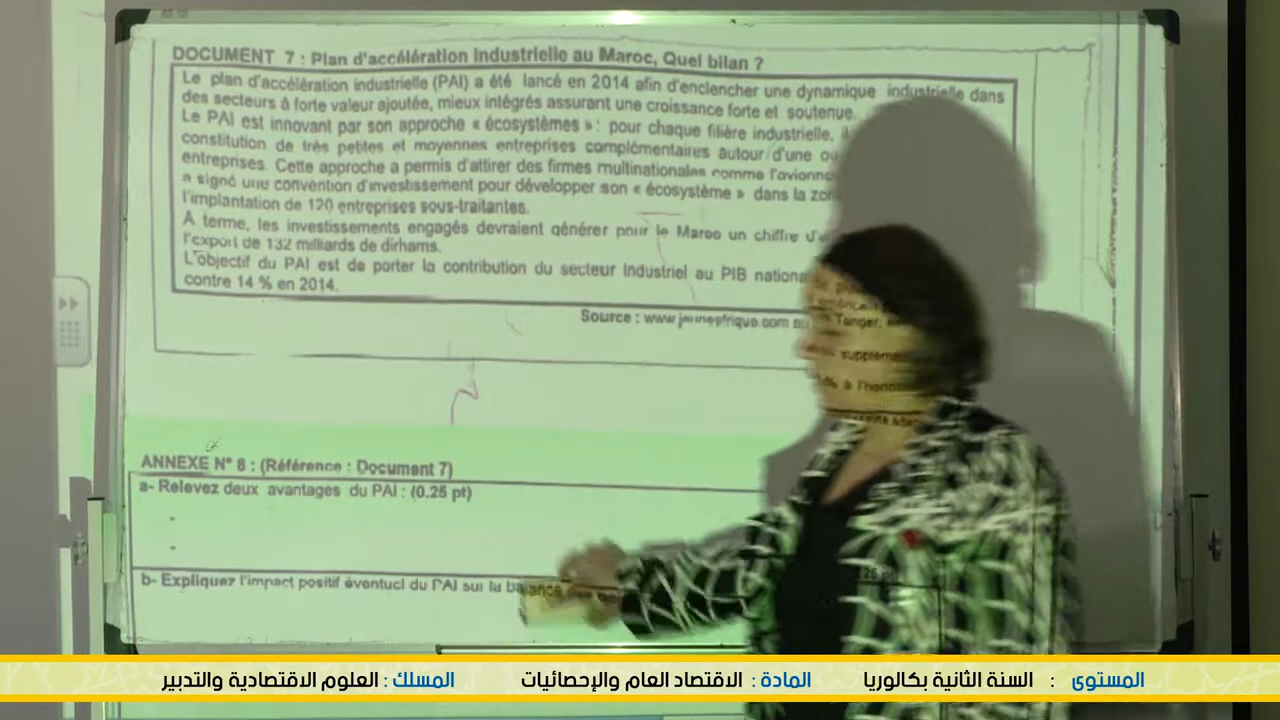 DOCUMENT 7 : Plan d'accélération Industrielle au Maroc, Quel bilan ?
Le plan d'accélération industrielle (PAI) a été lancé en 2014 afin d'enclencher une dynamique industrielle dans
des secteurs à forte valeur ajoutée, mieux intégrés assurant une croissance forte et soutenue.
Le PAI est innovant par son approche « écosystèmes » : pour chaque filière industrielle,
constitution de très petites et moyennes entreprises complémentaires autour d'une ou
entreprises. Cette approche a permis d'attirer des firmes multinationales comme l'avionn
a signé une convention d'investissement pour développer son « écosystème » dans la zo
l'implantation de 120 entreprises sous-traitantes.
A terme, les investissements engagés devraient générer pour le Maroc un chiffre d'
l'export de 132 milliards de dirhams.
L'objectif du PAI est de porter la contribution du secteur Industriel au PIB nationa
contre 14 % en 2014.
Source : www.jeuneafrique.com
Tanger,
supplém
ANNEXE N° 8 : (Référence : Document 7)
a- Relevez deux avantages du PAI : (0.25 pt)
-
-
b- Expliquez l'impact positif éventuel du PAI sur la balance
المستوى : السنة الثانية بكالوريا المادة : الاقتصاد العام والإحصائيات المسلك : العلوم الاقتصادية والتدبير